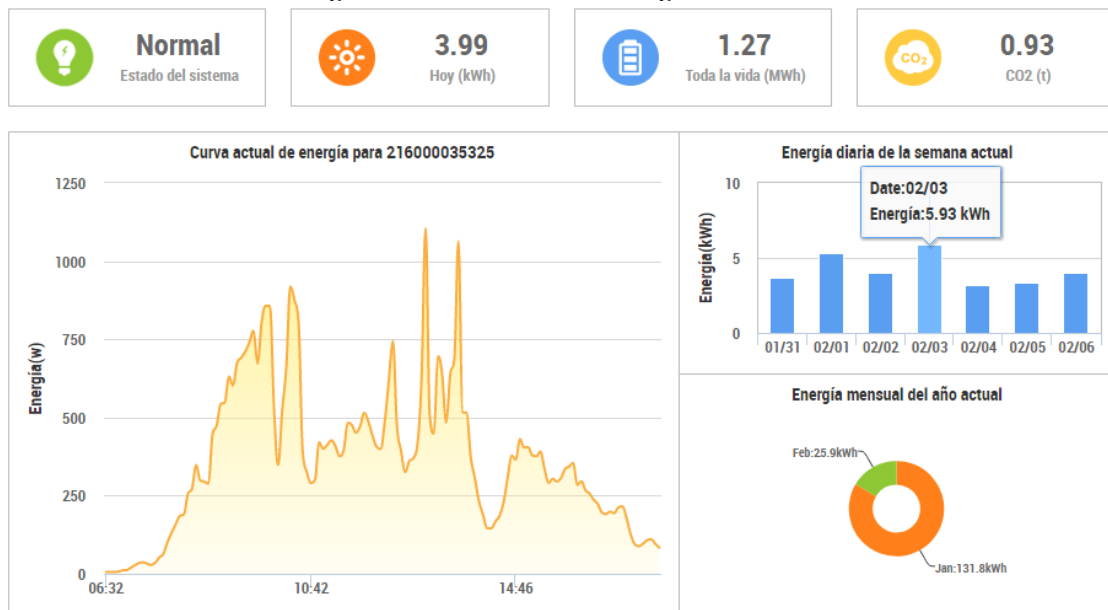 Normal
Estado del sistema
3.99
Hoy (kWh)
1.27
Toda la vida (MWh)
CO2
0.93
CO2 (t)
Curva actual de energía para 216000035325
1250
1000
750
500
250
0
Energía(w)
06:32
10:42
14:46
Energía diaria de la semana actual
Date:02/03
Energía:5.93 kWh
10
5
0
Energía(kWh)
01/31
02/01
02/02
02/03
02/04
02/05
02/06
Energía mensual del año actual
Feb:25.9kWh
Jan:131.8kWh